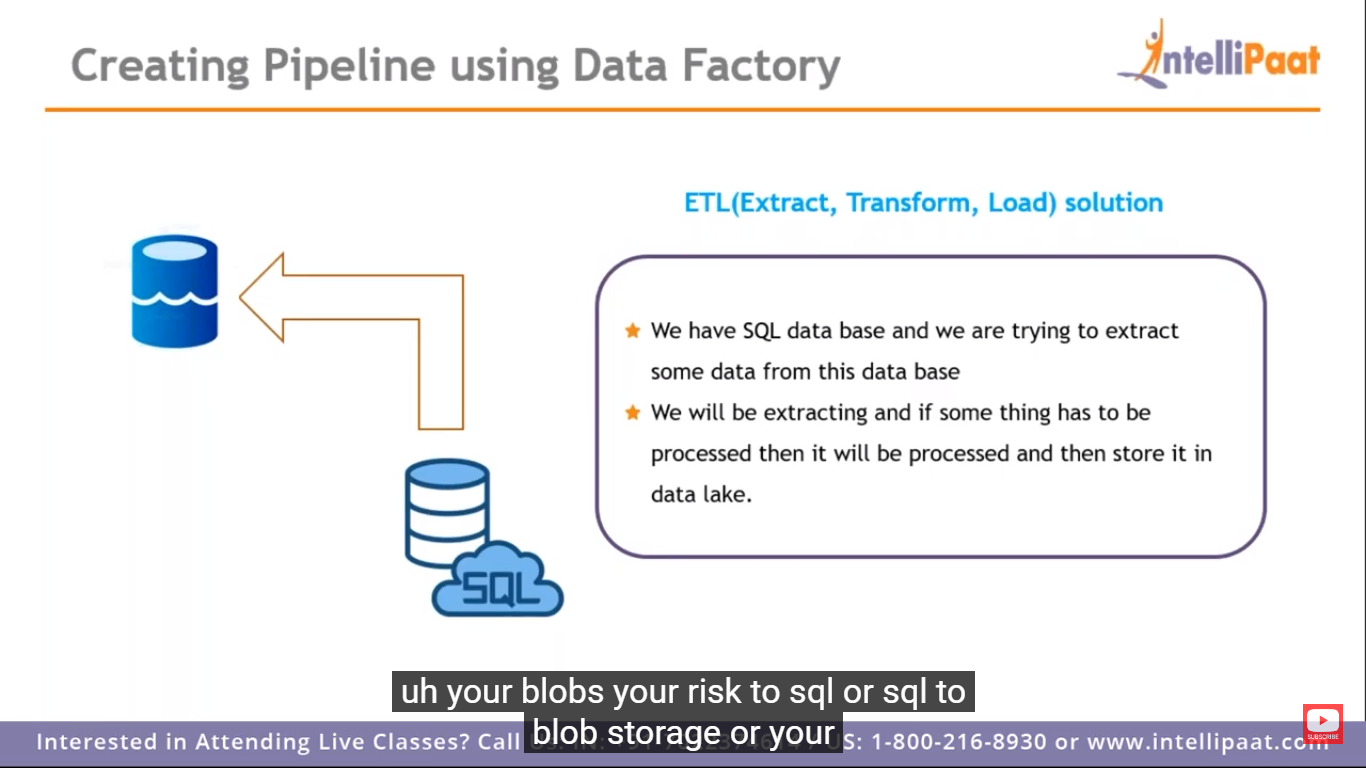 Creating Pipeline using Data Factory
IntelliPaat
ETL(Extract, Transform, Load) solution
We have SQL data base and we are trying to extract
some data from this data base
We will be extracting and if some thing has to be
processed then it will be processed and then store it in
data lake.
SQL
uh your blobs your risk to sql or sql to
blob storage or your
Interested in Attending Live Classes? Call US: 1-800-216-8930 or www.intellipaat.com
SUBSCRIBE